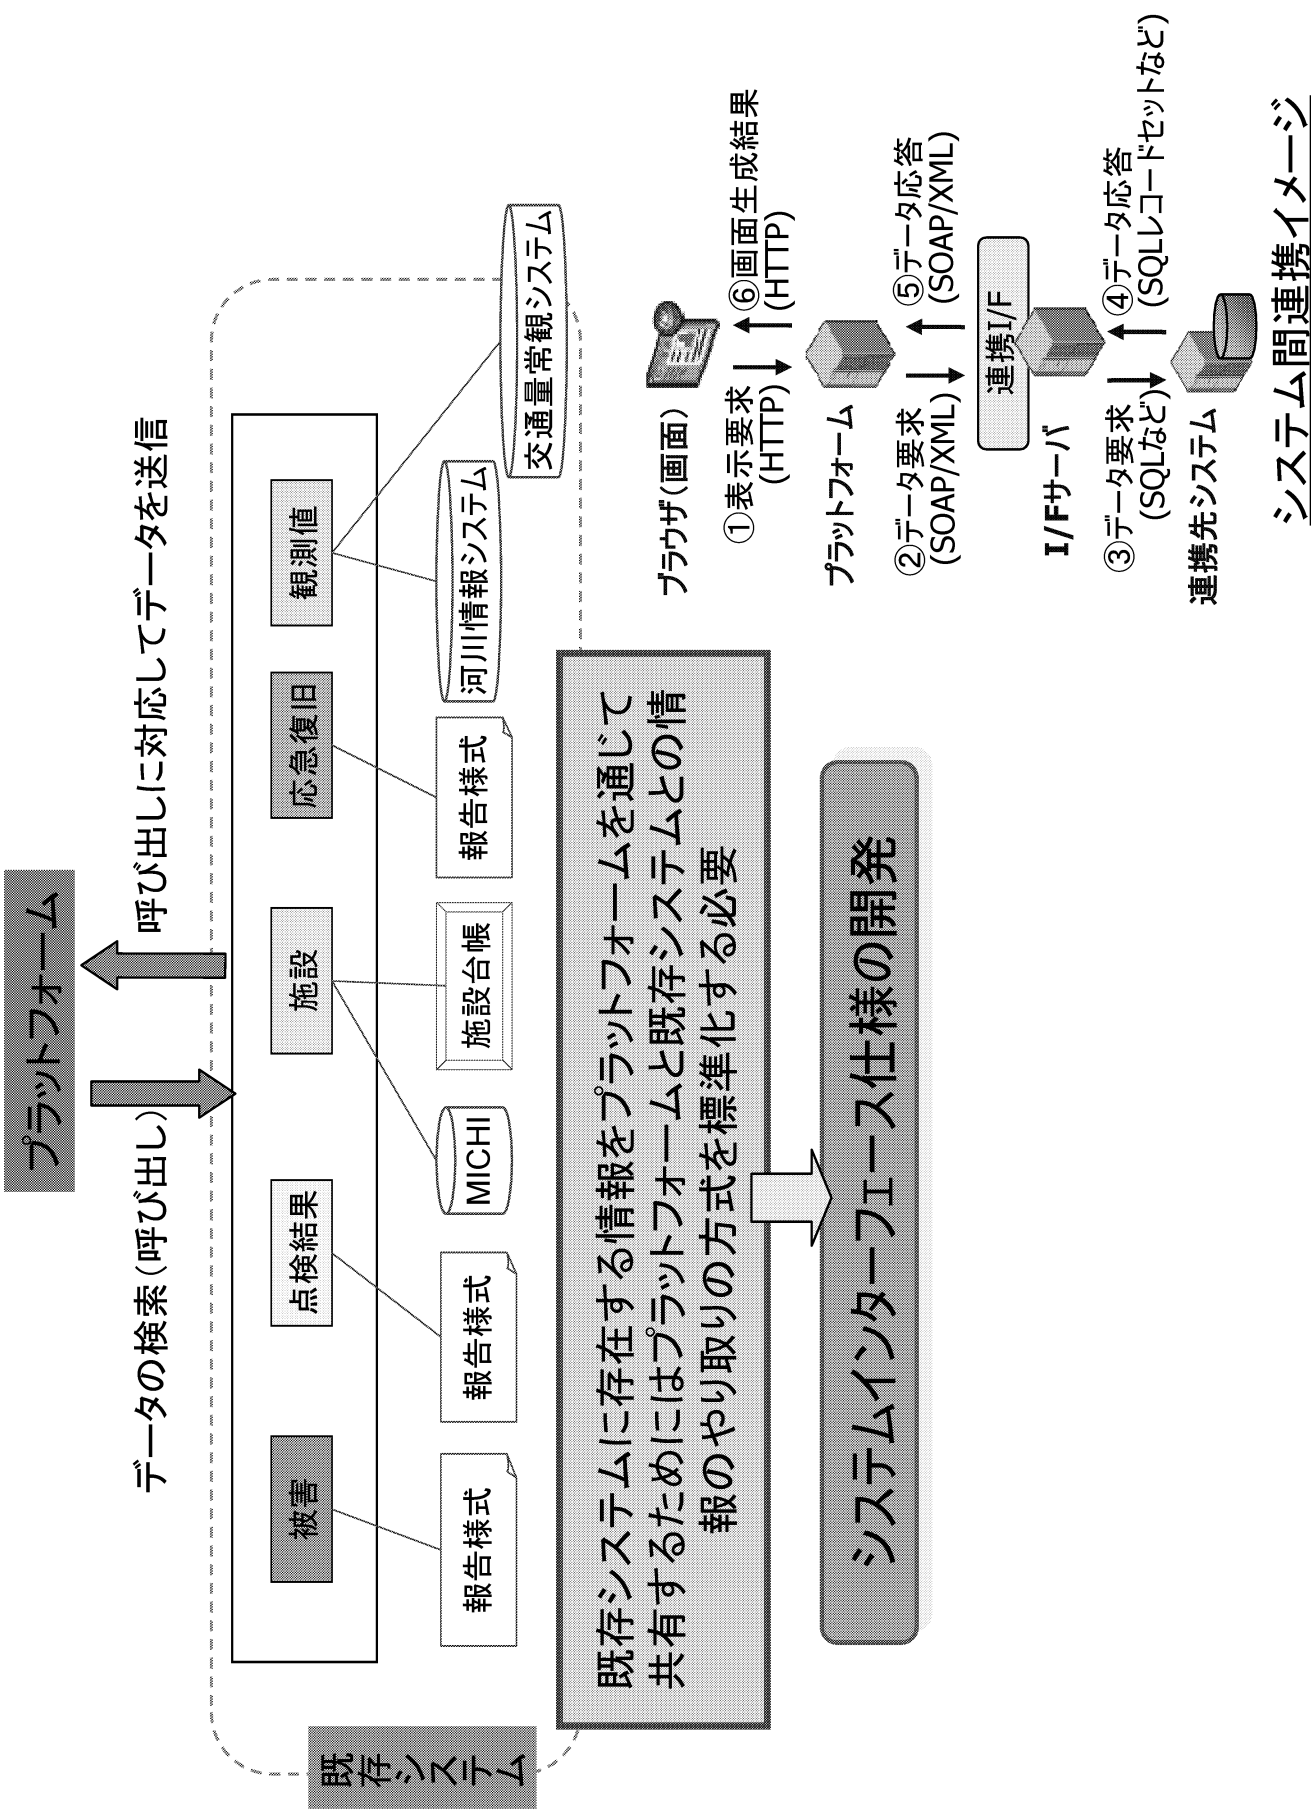 プラットフォーム
データの検索（呼び出し）
呼び出しに対応してデータを送信
既存
システム
被害
点検結果
施設
応急復旧
観測値
報告様式
報告様式
MICHI
施設台帳
報告様式
河川情報システム
交通量常観システム
既存システムに存在する情報をプラットフォームを通じて
共有するためにはプラットフォームと既存システムとの情
報のやり取りの方式を標準化する必要
システムインターフェース仕様の開発
ブラウザ（画面）
①表示要求
(HTTP)
⑥画面生成結果
(HTTP)
プラットフォーム
②データ要求
(SOAP/XML)
⑤データ応答
(SOAP/XML)
連携I/F
I/Fサーバ
③データ要求
(SQLなど)
④データ応答
(SQLレコードセットなど)
連携先システム
システム間連携イメージ